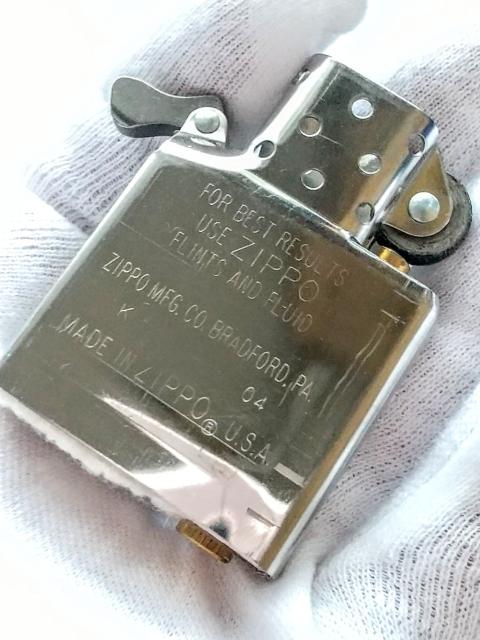 FOR BEST RESULTS
USE ZIPPO
FLINTS AND FLUID
ZIPPO MFG. CO. BRADFORD, PA.
K 04
MADE IN ZIPPO® U.S.A.